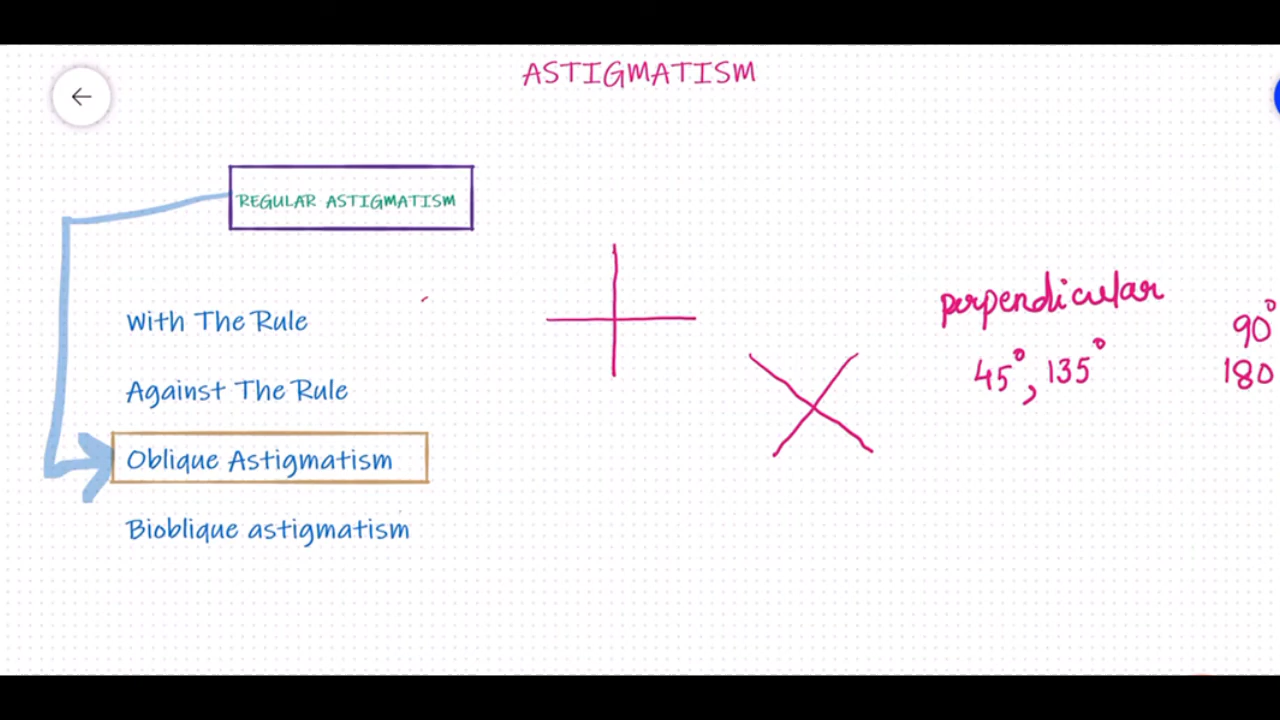 ASTIGMATISM
REGULAR ASTIGMATISM
With The Rule
Against The Rule
Oblique Astigmatism
Bioblique astigmatism
perpendicular
45°, 135°
90°
180